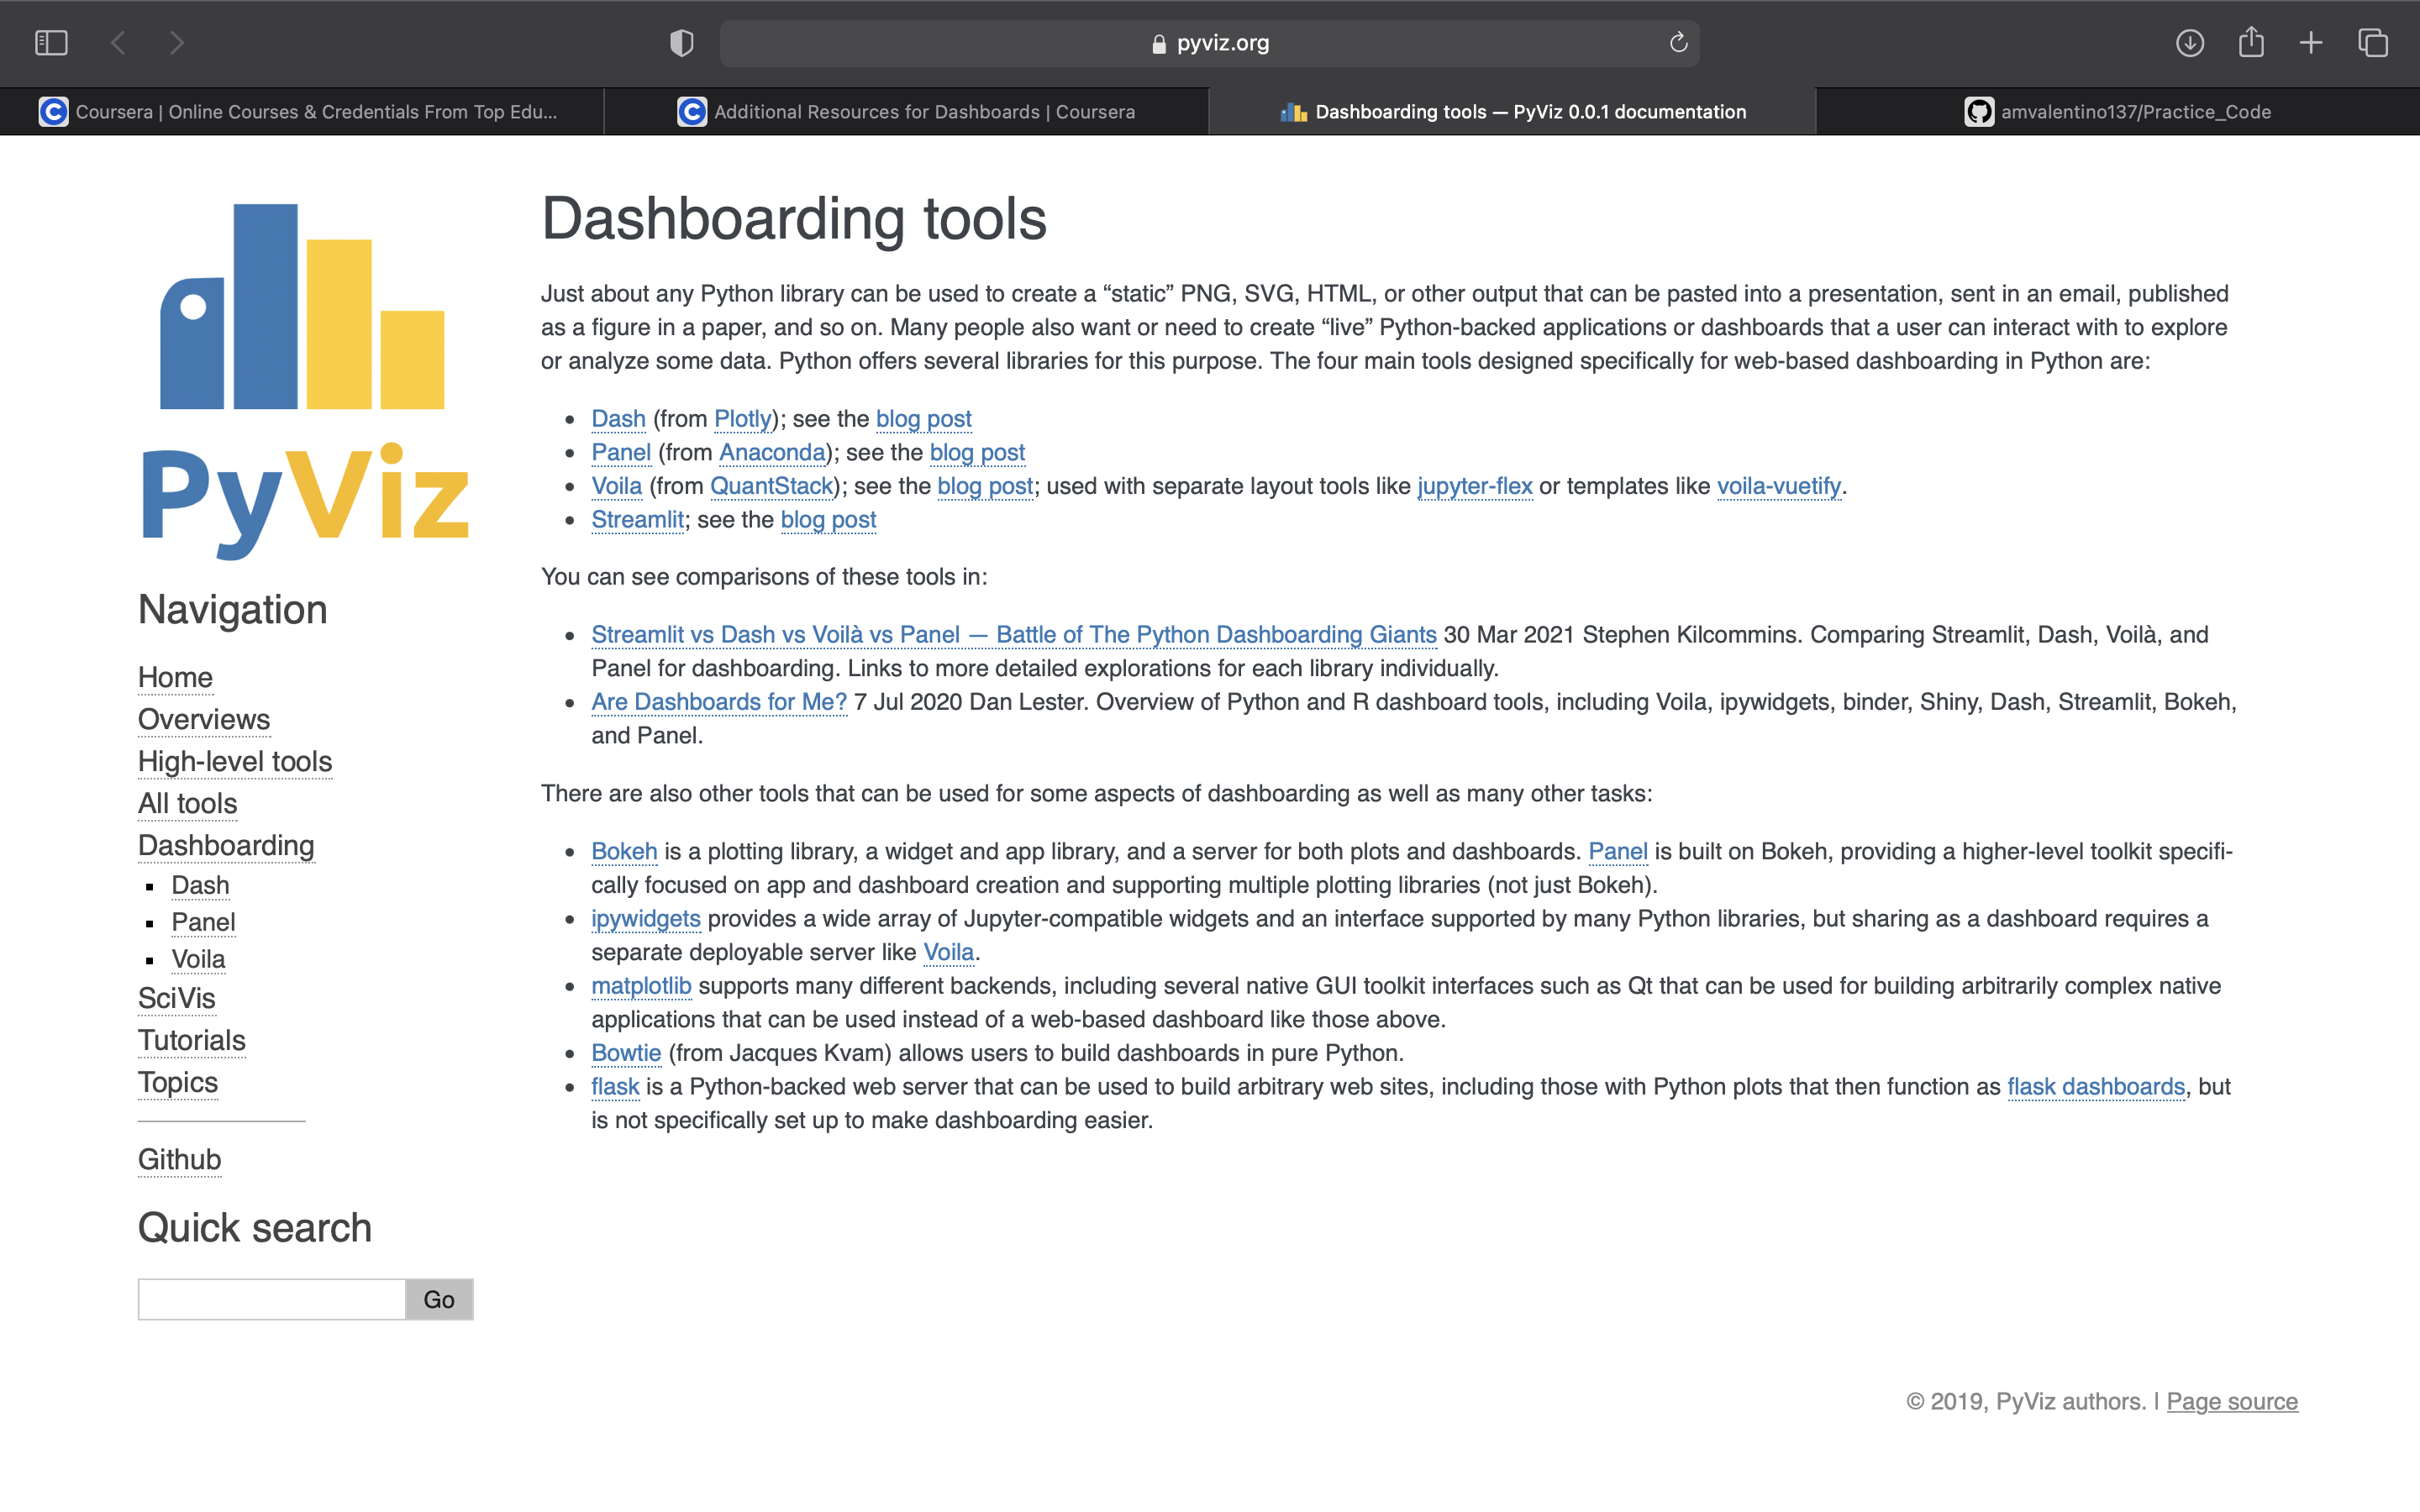 pyviz.org
Coursera | Online Courses & Credentials From Top Edu...
Additional Resources for Dashboards | Coursera
Dashboarding tools — PyViz 0.0.1 documentation
amvalentino137/Practice_Code
PyViz
Navigation
Home
Overviews
High-level tools
All tools
Dashboarding
Dash
Panel
Voila
SciVis
Tutorials
Topics
Github
Quick search
Go
Dashboarding tools
Just about any Python library can be used to create a “static” PNG, SVG, HTML, or other output that can be pasted into a presentation, sent in an email, published
as a figure in a paper, and so on. Many people also want or need to create “live” Python-backed applications or dashboards that a user can interact with to explore
or analyze some data. Python offers several libraries for this purpose. The four main tools designed specifically for web-based dashboarding in Python are:
Dash (from Plotly); see the blog post
Panel (from Anaconda); see the blog post
Voila (from QuantStack); see the blog post; used with separate layout tools like jupyter-flex or templates like voila-vuetify.
Streamlit; see the blog post
You can see comparisons of these tools in:
Streamlit vs Dash vs Voilà vs Panel — Battle of The Python Dashboarding Giants 30 Mar 2021 Stephen Kilcommins. Comparing Streamlit, Dash, Voilà, and
Panel for dashboarding. Links to more detailed explorations for each library individually.
Are Dashboards for Me? 7 Jul 2020 Dan Lester. Overview of Python and R dashboard tools, including Voila, ipywidgets, binder, Shiny, Dash, Streamlit, Bokeh,
and Panel.
There are also other tools that can be used for some aspects of dashboarding as well as many other tasks:
Bokeh is a plotting library, a widget and app library, and a server for both plots and dashboards. Panel is built on Bokeh, providing a higher-level toolkit specifi-
cally focused on app and dashboard creation and supporting multiple plotting libraries (not just Bokeh).
ipywidgets provides a wide array of Jupyter-compatible widgets and an interface supported by many Python libraries, but sharing as a dashboard requires a
separate deployable server like Voila.
matplotlib supports many different backends, including several native GUI toolkit interfaces such as Qt that can be used for building arbitrarily complex native
applications that can be used instead of a web-based dashboard like those above.
Bowtie (from Jacques Kvam) allows users to build dashboards in pure Python.
flask is a Python-backed web server that can be used to build arbitrary web sites, including those with Python plots that then function as flask dashboards, but
is not specifically set up to make dashboarding easier.
© 2019, PyViz authors. | Page source